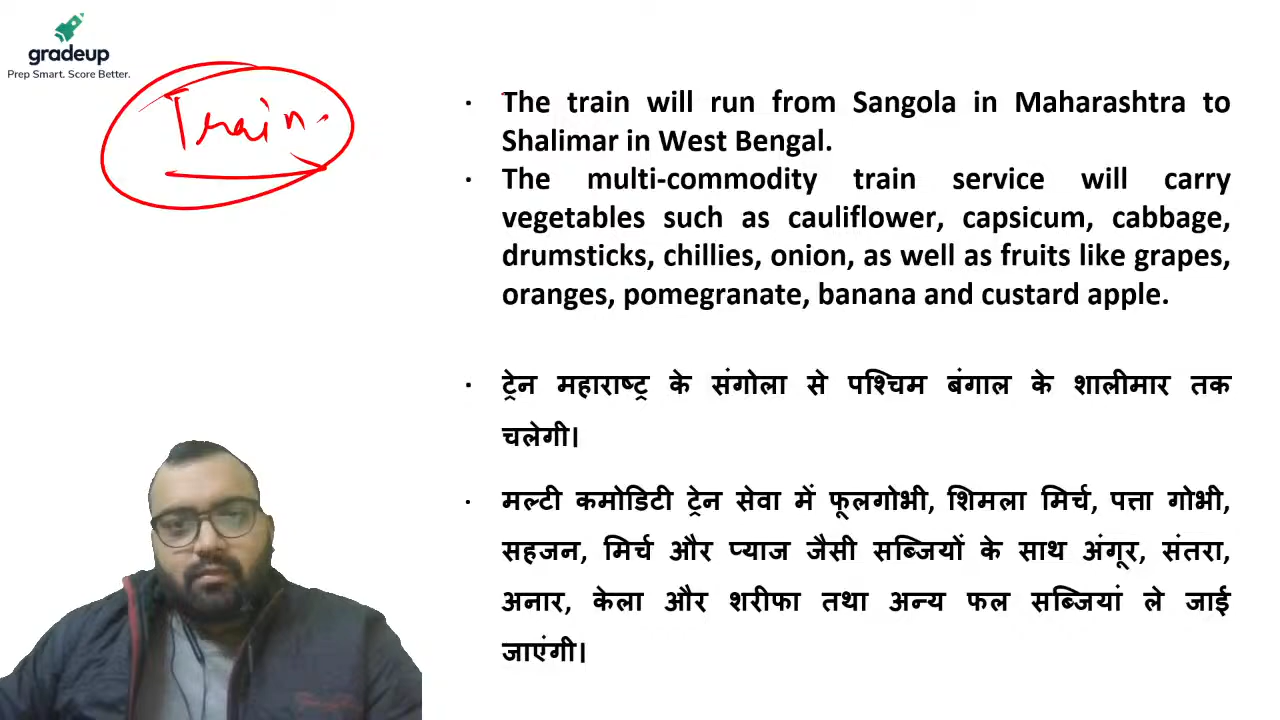 gradeup
Prep Smart. Score Better.
Train.
· The train will run from Sangola in Maharashtra to
Shalimar in West Bengal.
· The multi-commodity train service will carry
vegetables such as cauliflower, capsicum, cabbage,
drumsticks, chillies, onion, as well as fruits like grapes,
oranges, pomegranate, banana and custard apple.
· ट्रेन महाराष्ट्र के संगोला से पश्चिम बंगाल के शालीमार तक
चलेगी।
· मल्टी कमोडिटी ट्रेन सेवा में फूलगोभी, शिमला मिर्च, पत्ता गोभी,
सहजन, मिर्च और प्याज जैसी सब्जियों के साथ अंगूर, संतरा,
अनार, केला और शरीफा तथा अन्य फल सब्जियां ले जाई
जाएंगी।